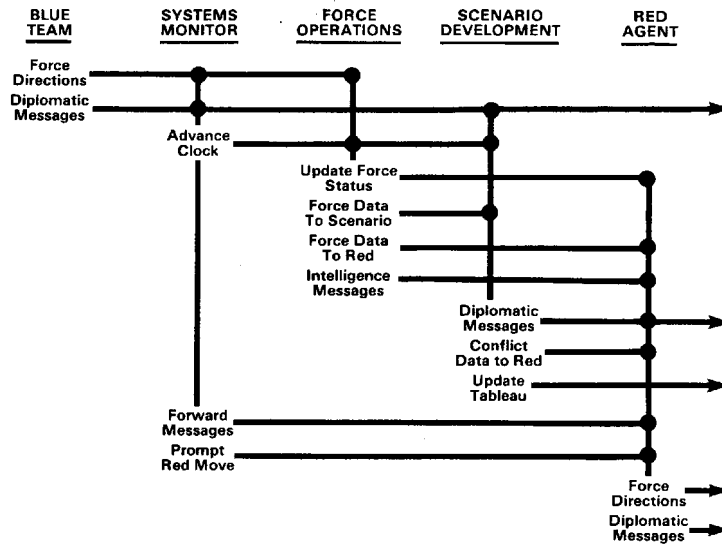 BLUE TEAM
SYSTEMS MONITOR
FORCE OPERATIONS
SCENARIO DEVELOPMENT
RED AGENT
Force
Directions
Diplomatic
Messages
Advance
Clock
Update Force
Status
Force Data
To Scenario
Force Data
To Red
Intelligence
Messages
Diplomatic
Messages
Conflict
Data to Red
Update
Tableau
Forward
Messages
Prompt
Red Move
Force
Directions
Diplomatic
Messages